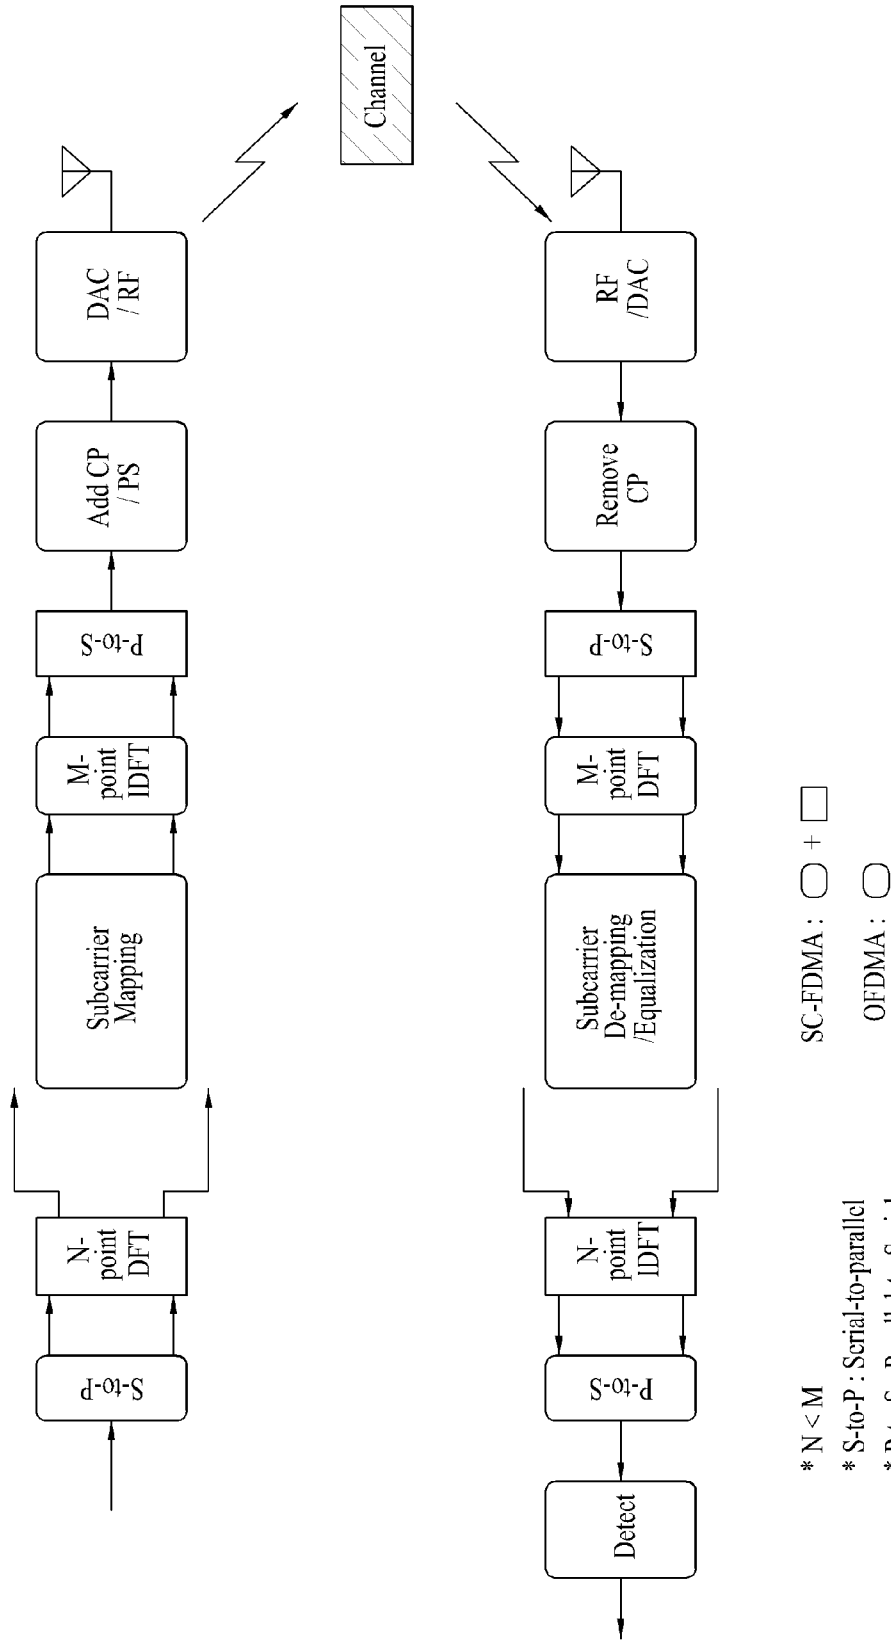 S-to-P
N-
point
DFT
Subcarrier
Mapping
M-
point
IDFT
P-to-S
Add CP
/ PS
DAC
/ RF
Channel
Detect
P-to-S
N-
point
IDFT
Subcarrier
De-mapping
/Equalization
M-
point
DFT
S-to-P
Remove
CP
RF
/DAC
* N < M
* S-to-P : Serial-to-parallel
SC-FDMA : +
OFDMA :